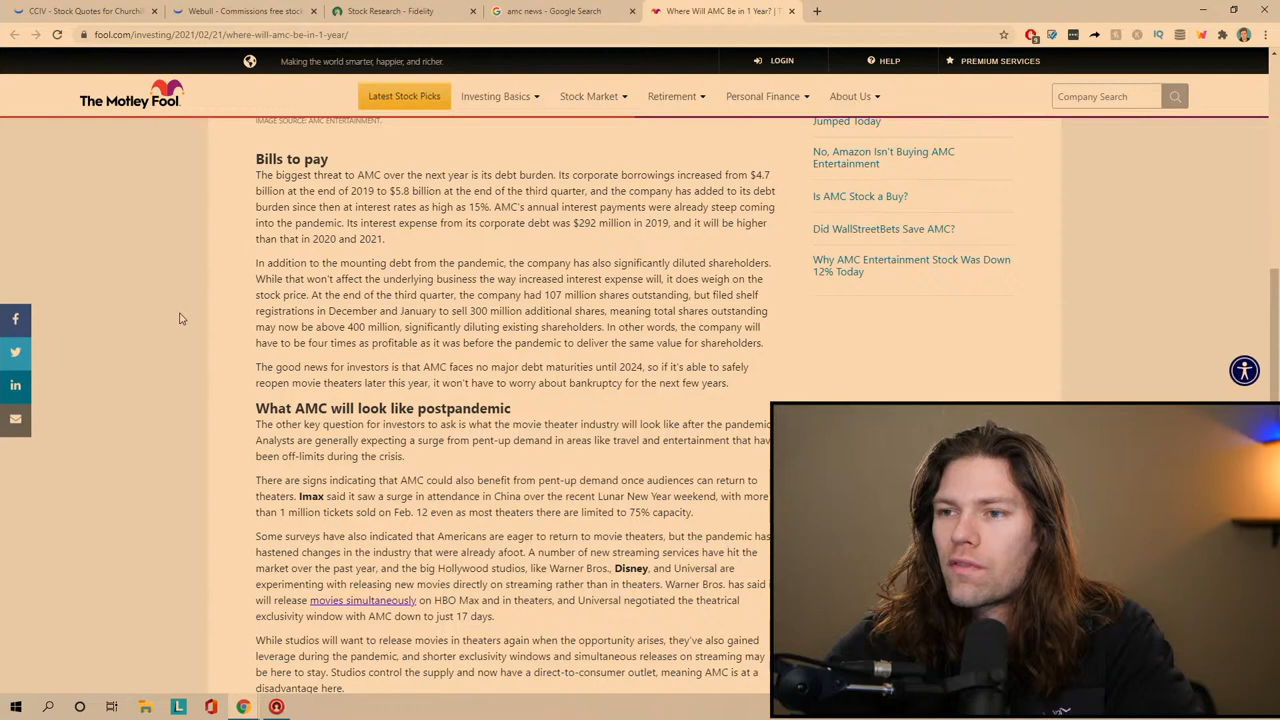 CCIV - Stock Quotes for Churchi
Webull - Commissions free stock
Stock Research - Fidelity
amc news - Google Search
Where Will AMC Be in 1 Year? | T
fool.com/investing/2021/02/21/where-will-amc-be-in-1-year/
Making the world smarter, happier, and richer.
LOGIN
HELP
PREMIUM SERVICES
The Motley Fool.
Latest Stock Picks
Investing Basics
Stock Market
Retirement
Personal Finance
About Us
Company Search
IMAGE SOURCE: AMC ENTERTAINMENT.
Bills to pay
The biggest threat to AMC over the next year is its debt burden. Its corporate borrowings increased from $4.7
billion at the end of 2019 to $5.8 billion at the end of the third quarter, and the company has added to its debt
burden since then at interest rates as high as 15%. AMC's annual interest payments were already steep coming
into the pandemic. Its interest expense from its corporate debt was $292 million in 2019, and it will be higher
than that in 2020 and 2021.
In addition to the mounting debt from the pandemic, the company has also significantly diluted shareholders.
While that won't affect the underlying business the way increased interest expense will, it does weigh on the
stock price. At the end of the third quarter, the company had 107 million shares outstanding, but filed shelf
registrations in December and January to sell 300 million additional shares, meaning total shares outstanding
may now be above 400 million, significantly diluting existing shareholders. In other words, the company will
have to be four times as profitable as it was before the pandemic to deliver the same value for shareholders.
The good news for investors is that AMC faces no major debt maturities until 2024, so if it's able to safely
reopen movie theaters later this year, it won't have to worry about bankruptcy for the next few years.
What AMC will look like postpandemic
The other key question for investors to ask is what the movie theater industry will look like after the pandemic
Analysts are generally expecting a surge from pent-up demand in areas like travel and entertainment that hav
been off-limits during the crisis.
There are signs indicating that AMC could also benefit from pent-up demand once audiences can return to
theaters. Imax said it saw a surge in attendance in China over the recent Lunar New Year weekend, with more
than 1 million tickets sold on Feb. 12 even as most theaters there are limited to 75% capacity.
Some surveys have also indicated that Americans are eager to return to movie theaters, but the pandemic has
hastened changes in the industry that were already afoot. A number of new streaming services have hit the
market over the past year, and the big Hollywood studios, like Warner Bros., Disney, and Universal are
experimenting with releasing new movies directly on streaming rather than in theaters. Warner Bros. has said
will release movies simultaneously on HBO Max and in theaters, and Universal negotiated the theatrical
exclusivity window with AMC down to just 17 days.
While studios will want to release movies in theaters again when the opportunity arises, they've also gained
leverage during the pandemic, and shorter exclusivity windows and simultaneous releases on streaming may
be here to stay. Studios control the supply and now have a direct-to-consumer outlet, meaning AMC is at a
disadvantage here.
Jumped Today
No, Amazon Isn't Buying AMC
Entertainment
Is AMC Stock a Buy?
Did WallStreetBets Save AMC?
Why AMC Entertainment Stock Was Down
12% Today